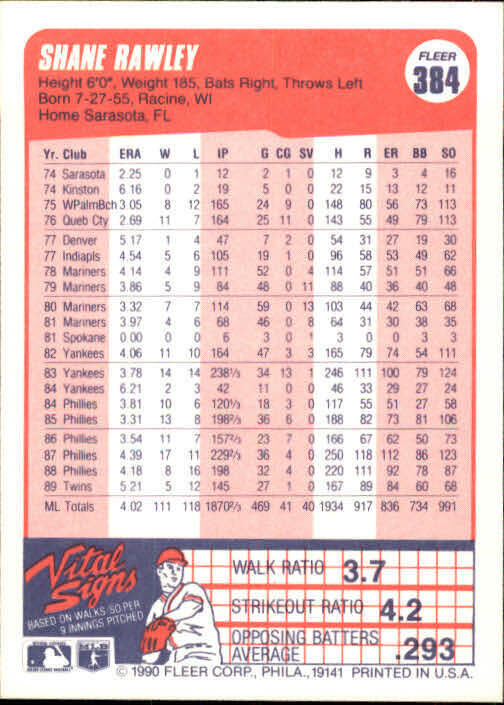 SHANE RAWLEY
FLEER
384
Height 6'0", Weight 185, Bats Right, Throws Left
Born 7-27-55, Racine, WI
Home Sarasota, FL
Yr. Club ERA W L IP G CG SV H R ER BB SO
74 Sarasota 2.25 0 1 12 2 1 0 12 9 3 4 16
74 Kinston 6.16 0 2 19 5 0 0 22 15 13 12 11
75 WPalmBch 3.05 8 12 165 24 9 0 148 80 56 73 113
76 Queb Cty 2.69 11 7 164 25 11 0 143 55 49 79 113
77 Denver 5.17 1 4 47 7 2 0 54 31 27 19 30
77 Indiapls 4.54 5 6 105 19 1 0 96 58 53 49 62
78 Mariners 4.14 4 9 111 52 0 4 114 57 51 51 66
79 Mariners 3.86 5 9 84 48 0 11 88 40 36 40 48
80 Mariners 3.32 7 7 114 59 0 13 103 44 42 63 68
81 Mariners 3.97 4 6 68 46 0 8 64 31 30 38 35
81 Spokane 0.00 0 0 6 3 0 1 3 0 0 3 3
82 Yankees 4.06 11 10 164 47 3 3 165 79 74 54 111
83 Yankees 3.78 14 14 238⅓ 34 13 1 246 111 100 79 124
84 Yankees 6.21 2 3 42 11 0 0 46 33 29 27 24
84 Phillies 3.81 10 6 120⅓ 18 3 0 117 55 51 27 58
85 Phillies 3.31 13 8 198⅔ 36 6 0 188 82 73 81 106
86 Phillies 3.54 11 7 157⅔ 23 7 0 166 67 62 50 73
87 Phillies 4.39 17 11 229⅔ 36 4 0 250 118 112 86 123
88 Phillies 4.18 8 16 198 32 4 0 220 111 92 78 87
89 Twins 5.21 5 12 145 27 1 0 167 89 84 60 68
ML Totals 4.02 111 118 1870⅔ 469 41 40 1934 917 836 734 991
Vital Signs
BASED ON WALKS/SO PER
9 INNINGS PITCHED
WALK RATIO 3.7
STRIKEOUT RATIO 4.2
OPPOSING BATTERS
AVERAGE .293
MLB
© 1990 FLEER CORP., PHILA., 19141 PRINTED IN U.S.A.